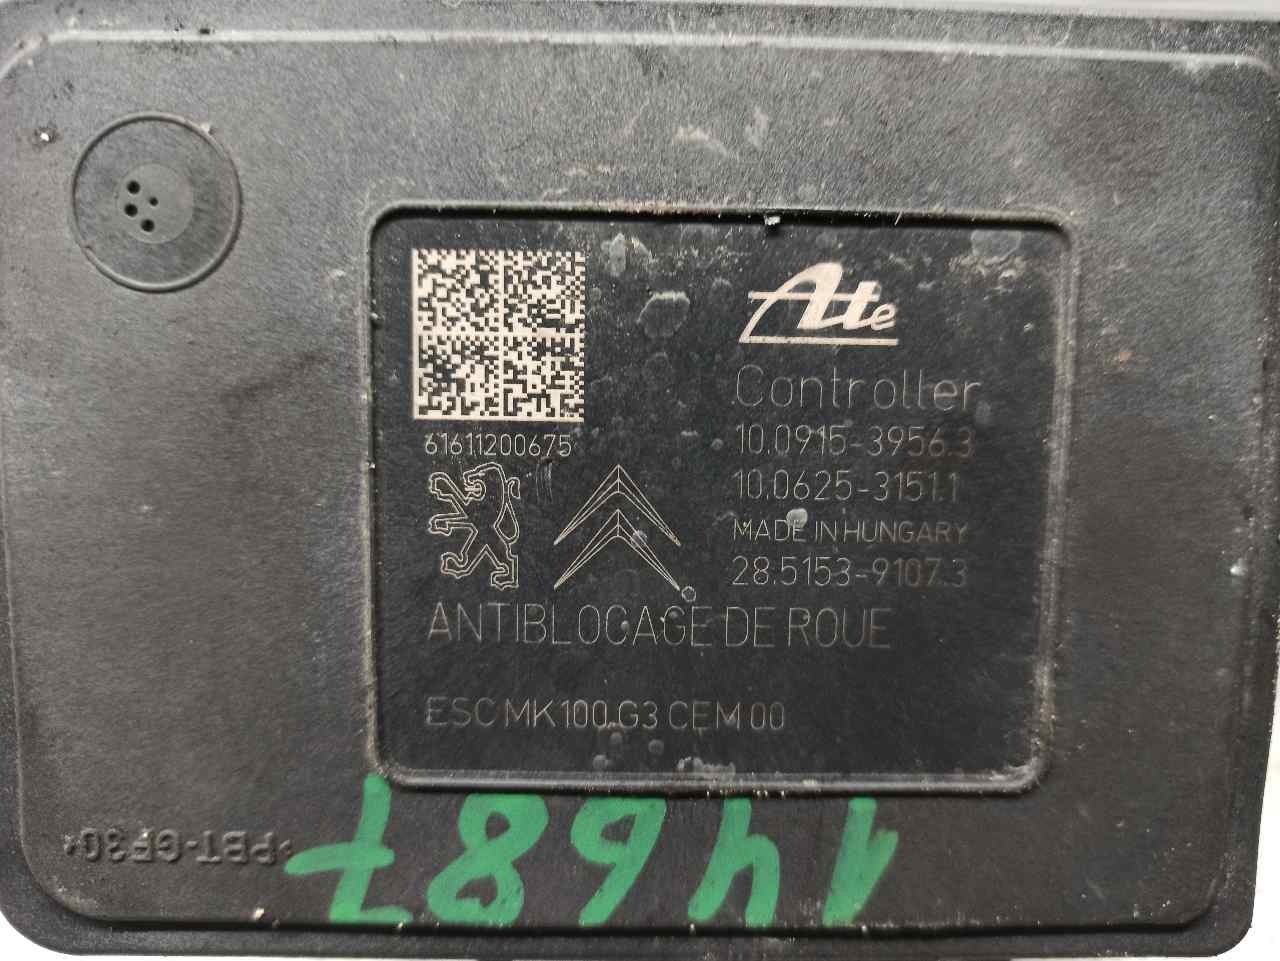 Ate
Controller
61611200675
10.0915-3956.3
10.0625-3151.1
MADE IN HUNGARY
28.5153-9107.3
ANTIBLOCAGE DE ROUE
ESC MK100 G3 CEM 00
>PBT-GF30<
14687